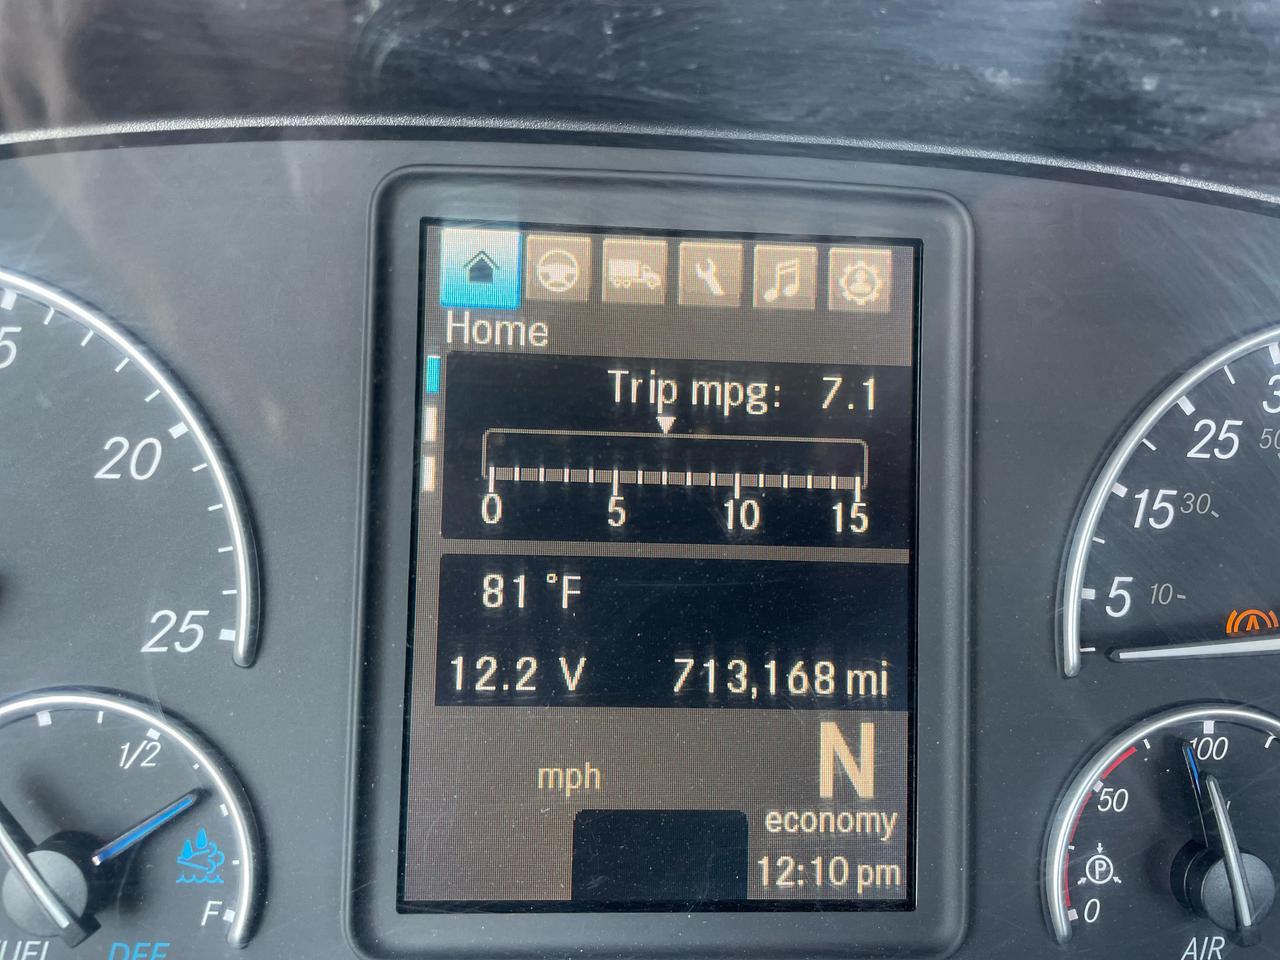 Home
Trip mpg: 7.1
0 5 10 15
81 °F
12.2 V 713,168 mi
mph
N
economy
12:10 pm
5
20
25
1/2
F
FUEL DEF
25 50
15 30
5 10
100
50
P
0
AIR